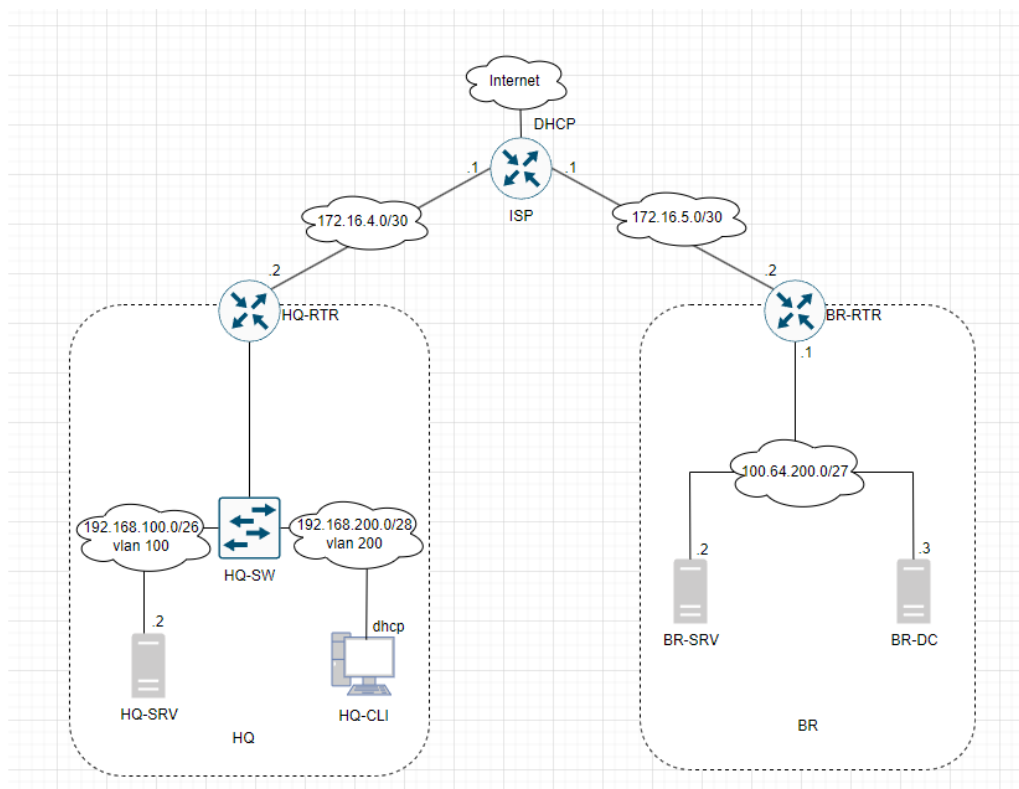 Internet
DHCP
.1
.1
ISP
172.16.4.0/30
172.16.5.0/30
.2
.2
HQ-RTR
BR-RTR
.1
100.64.200.0/27
192.168.100.0/26
vlan 100
192.168.200.0/28
vlan 200
HQ-SW
.2
.3
.2
dhcp
BR-SRV
BR-DC
HQ-SRV
HQ-CLI
HQ
BR